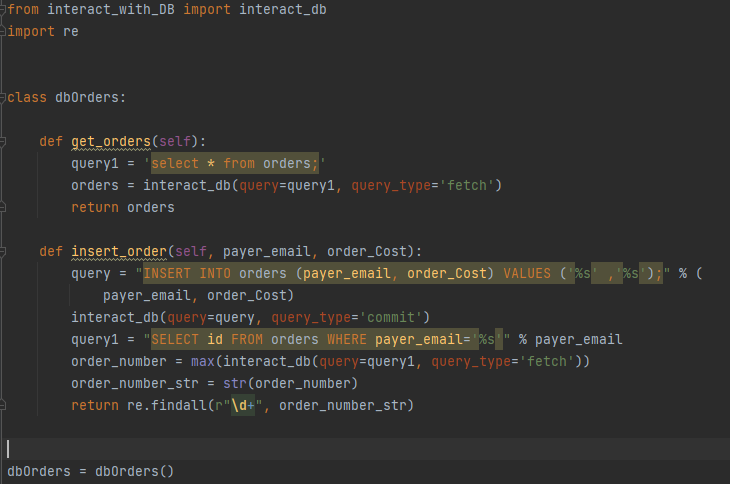 from interact_with_DB import interact_db
import re
class dbOrders:
    def get_orders(self):
        query1 = 'select * from orders;'
        orders = interact_db(query=query1, query_type='fetch')
        return orders
    def insert_order(self, payer_email, order_Cost):
        query = "INSERT INTO orders (payer_email, order_Cost) VALUES ('%s' ,'%s');" % (
            payer_email, order_Cost)
        interact_db(query=query, query_type='commit')
        query1 = "SELECT id FROM orders WHERE payer_email='%s'" % payer_email
        order_number = max(interact_db(query=query1, query_type='fetch'))
        order_number_str = str(order_number)
        return re.findall(r"\d+", order_number_str)
dbOrders = dbOrders()